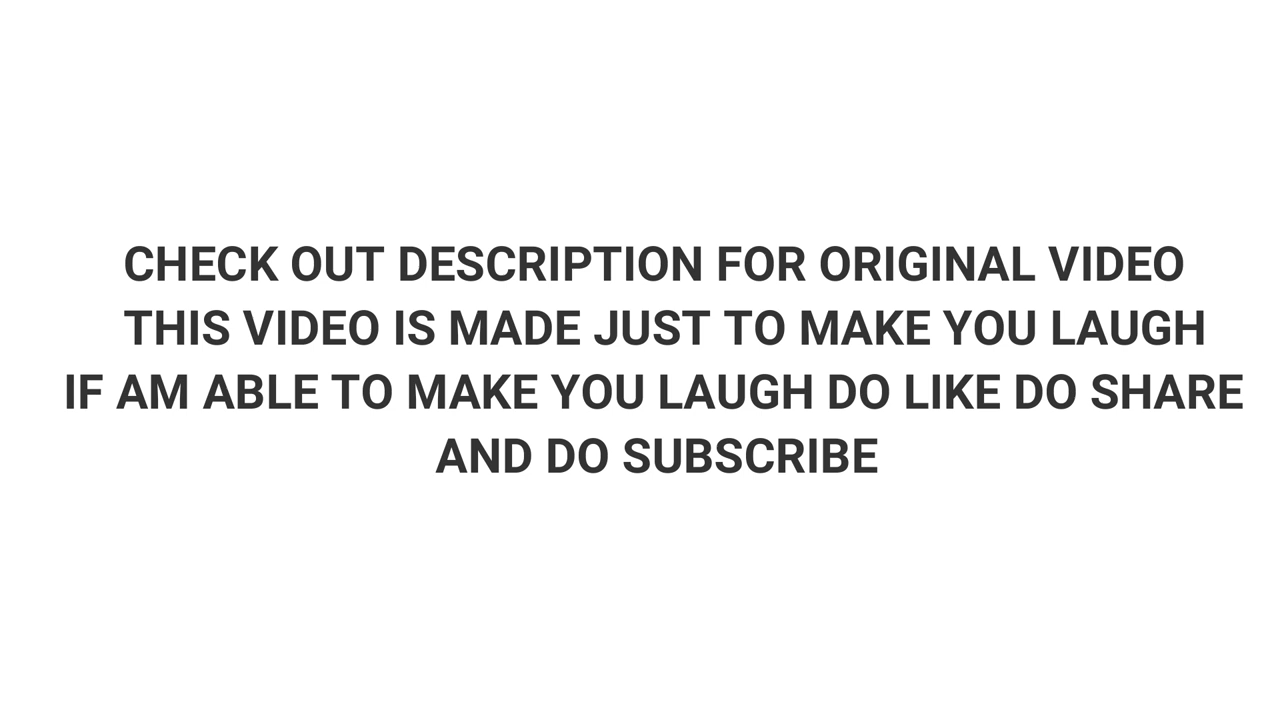 CHECK OUT DESCRIPTION FOR ORIGINAL VIDEO
THIS VIDEO IS MADE JUST TO MAKE YOU LAUGH
IF AM ABLE TO MAKE YOU LAUGH DO LIKE DO SHARE
AND DO SUBSCRIBE